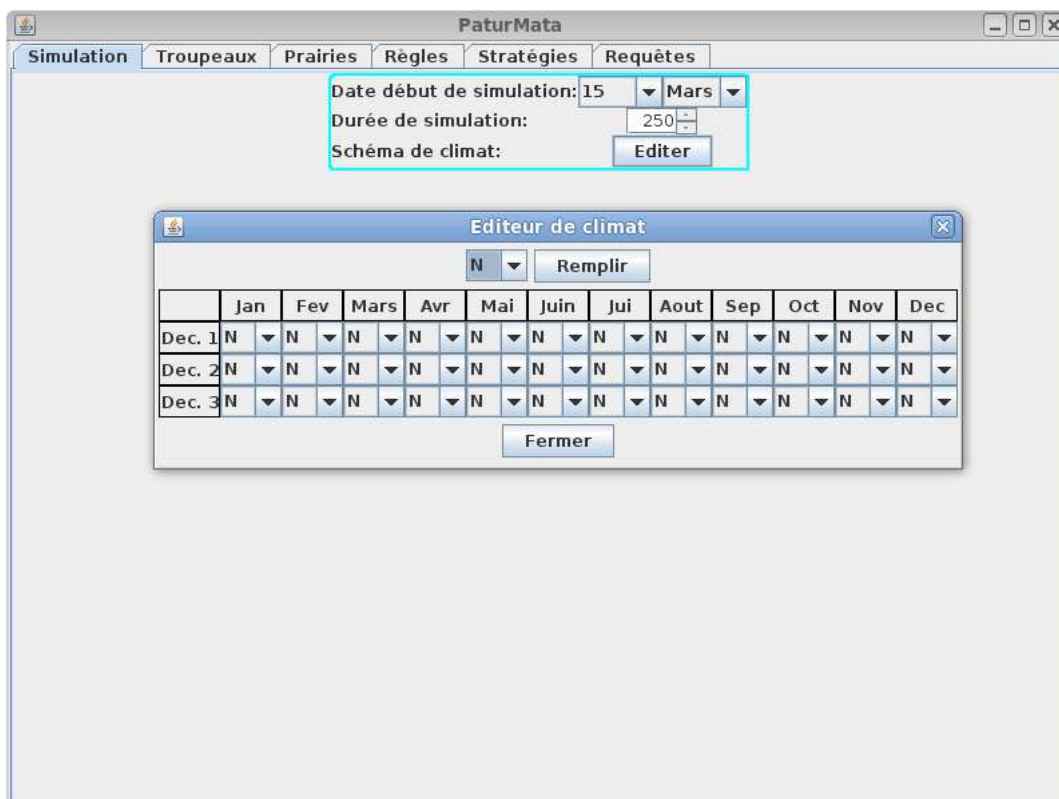 PaturMata
Simulation Troupeaux Prairies Règles Stratégies Requêtes
Date début de simulation: 15 Mars
Durée de simulation: 250
Schéma de climat: Editer
Editeur de climat
N Remplir
Jan Fev Mars Avr Mai Juin Jui Aout Sep Oct Nov Dec
Dec. 1 N N N N N N N N N N N N
Dec. 2 N N N N N N N N N N N N
Dec. 3 N N N N N N N N N N N N
Fermer